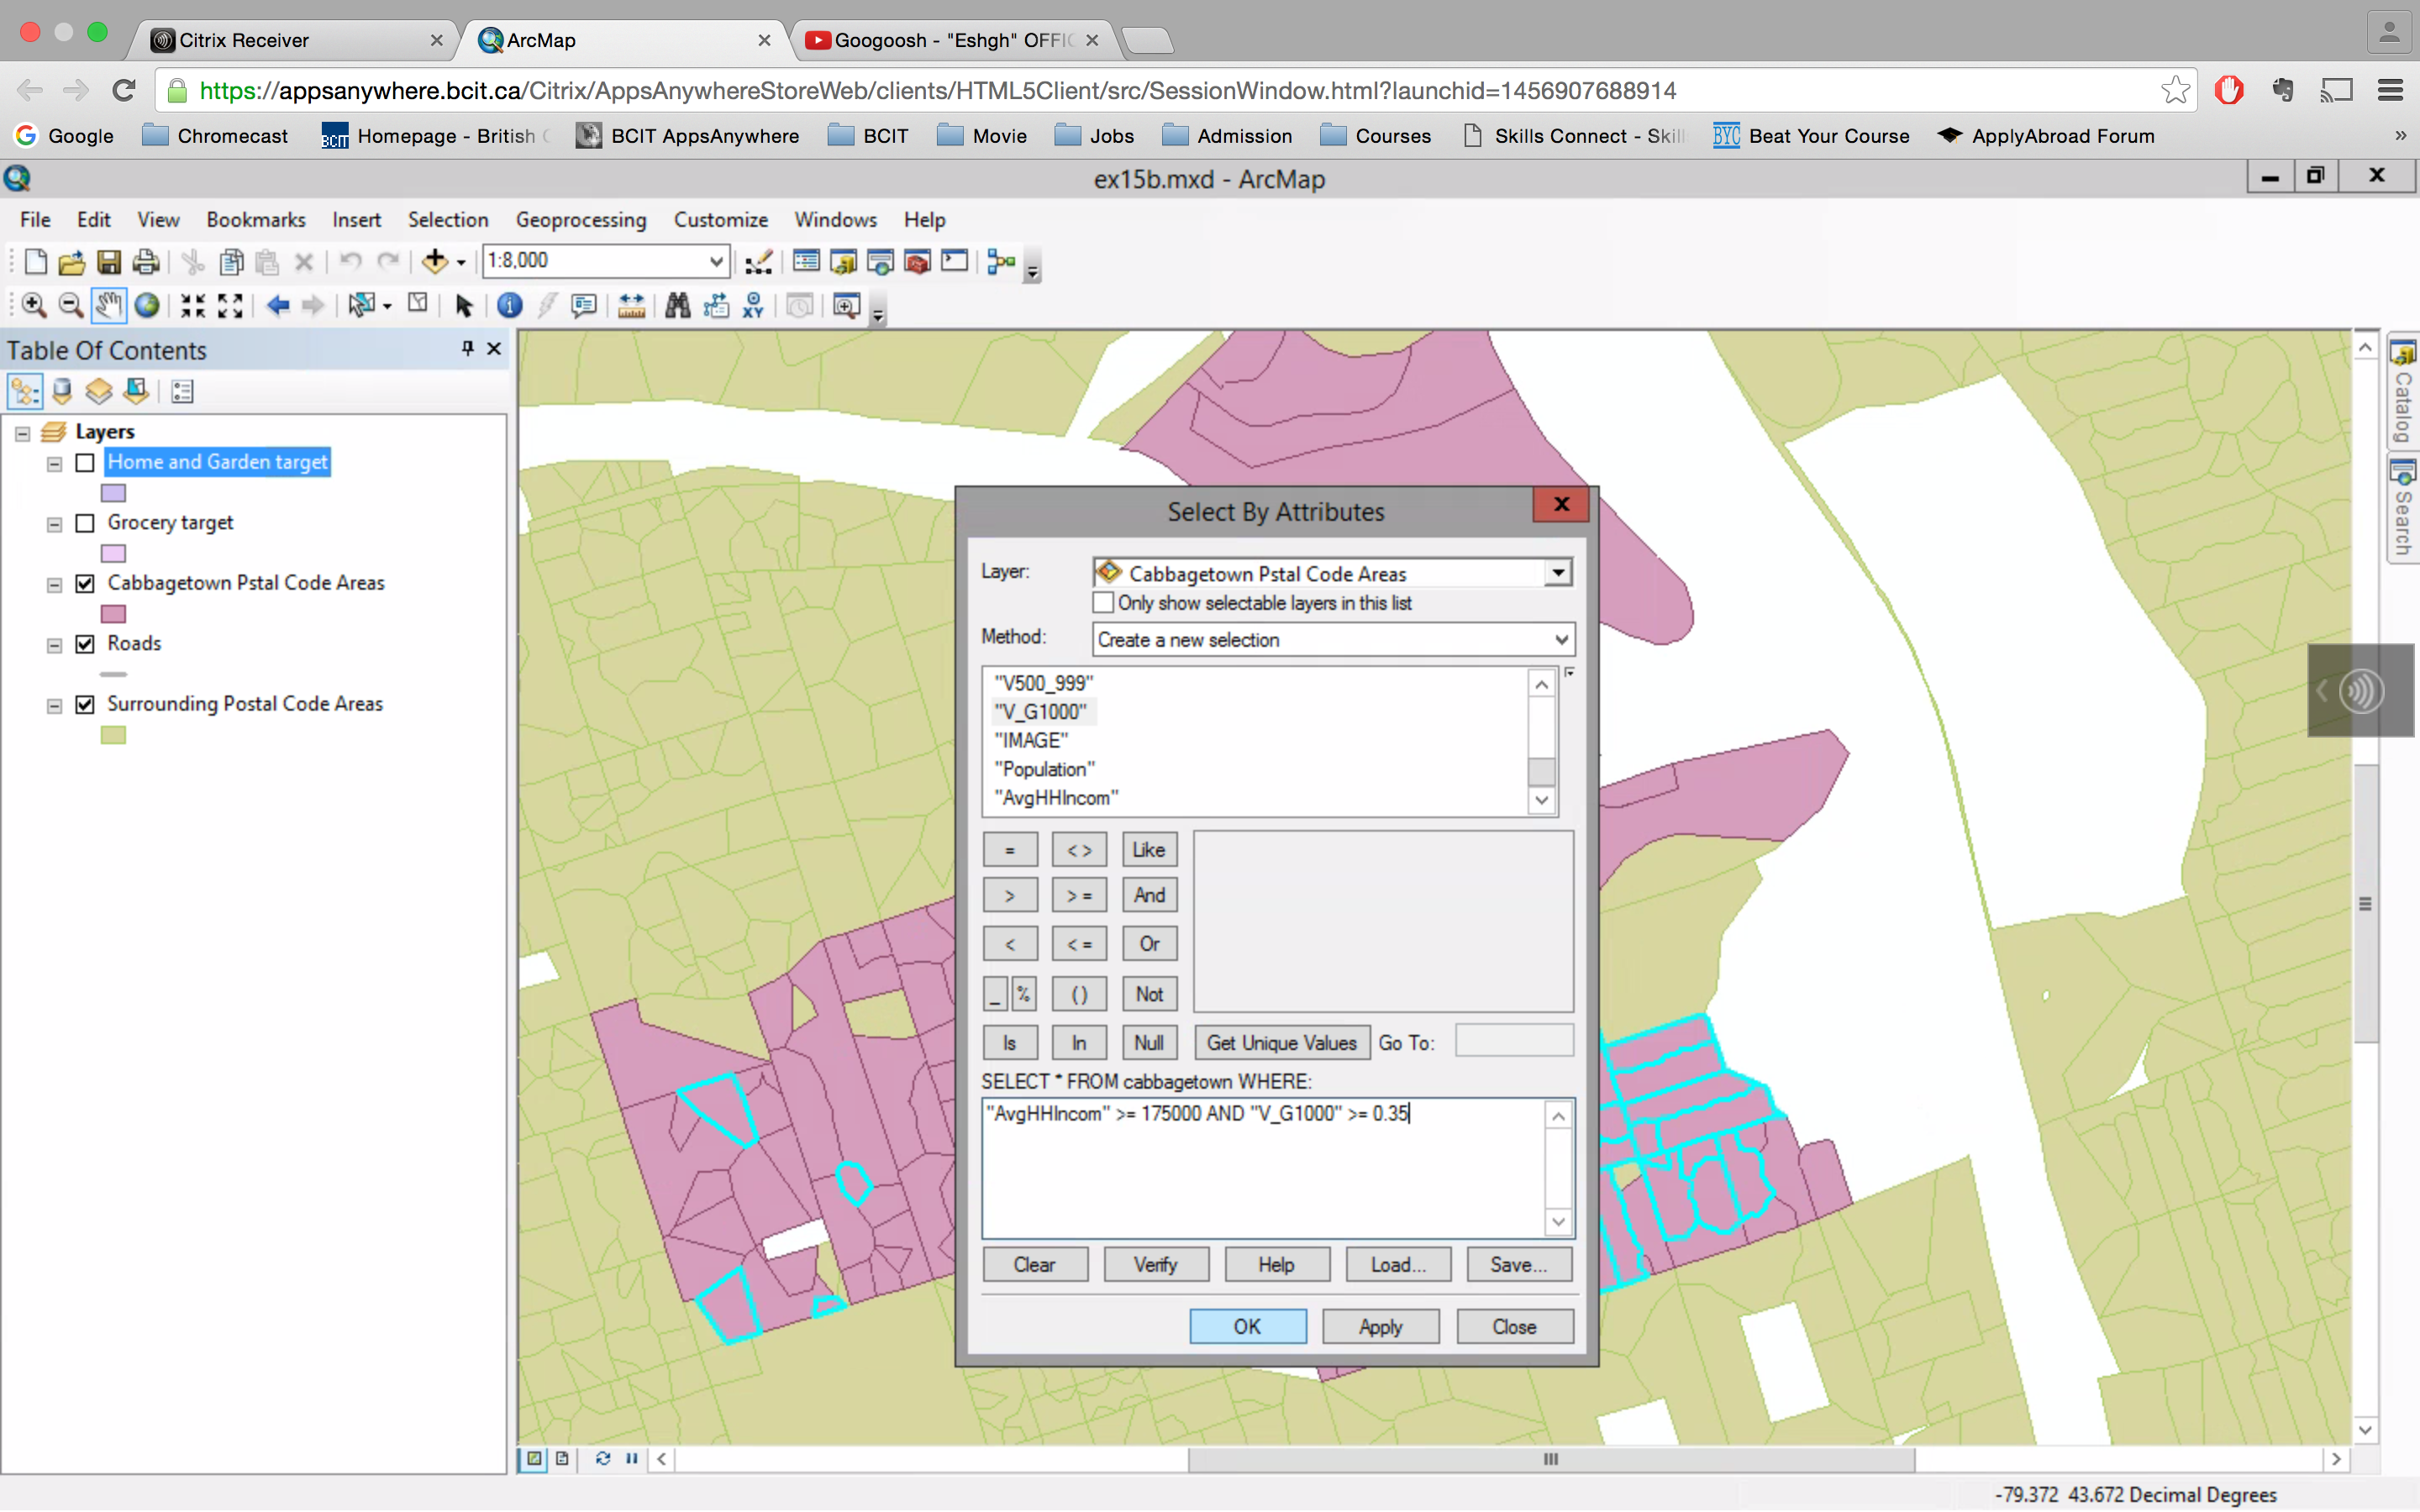 Citrix Receiver
ArcMap
Googoosh - "Eshgh" OFFIC
https://appsanywhere.bcit.ca/Citrix/AppsAnywhereStoreWeb/clients/HTML5Client/src/SessionWindow.html?launchid=1456907688914
Google Chromecast Homepage - British BCIT AppsAnywhere BCIT Movie Jobs Admission Courses Skills Connect - Skil BYC Beat Your Course ApplyAbroad Forum »
ex15b.mxd - ArcMap
File Edit View Bookmarks Insert Selection Geoprocessing Customize Windows Help
1:8,000
XY
Table Of Contents
Layers
Home and Garden target
Grocery target
Cabbagetown Pstal Code Areas
Roads
Surrounding Postal Code Areas
Catalog
Search
Select By Attributes
Layer: Cabbagetown Pstal Code Areas
Only show selectable layers in this list
Method: Create a new selection
"V500_999"
"V_G1000"
"IMAGE"
"Population"
"AvgHHIncom"
= < > Like
> > = And
< < = Or
_ % ( ) Not
Is In Null Get Unique Values Go To:
SELECT * FROM cabbagetown WHERE:
"AvgHHIncom" >= 175000 AND "V_G1000" >= 0.35
Clear Verify Help Load... Save...
OK Apply Close
-79.372 43.672 Decimal Degrees